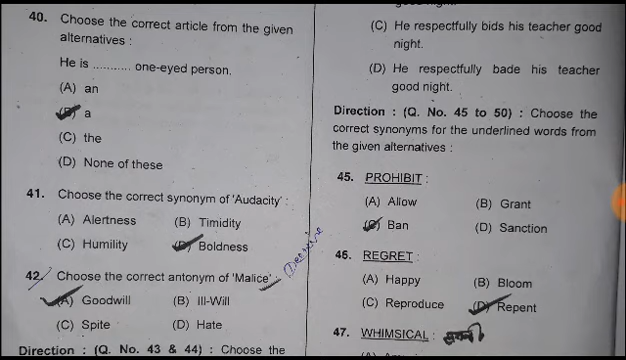 40. Choose the correct article from the given
alternatives :
He is ........... one-eyed person.
(A) an
(B) a
(C) the
(D) None of these
41. Choose the correct synonym of 'Audacity' :
(A) Alertness (B) Timidity
(C) Humility (D) Boldness
42. Choose the correct antonym of 'Malice' :
(A) Goodwill (B) Ill-Will
(C) Spite (D) Hate
Direction : (Q. No. 43 & 44) : Choose the
good night.
(C) He respectfully bids his teacher good
night.
(D) He respectfully bade his teacher
good night.
Direction : (Q. No. 45 to 50) : Choose the
correct synonyms for the underlined words from
the given alternatives :
45. PROHIBIT :
(A) Allow (B) Grant
(C) Ban (D) Sanction
46. REGRET :
(A) Happy (B) Bloom
(C) Reproduce (D) Repent
47. WHIMSICAL :